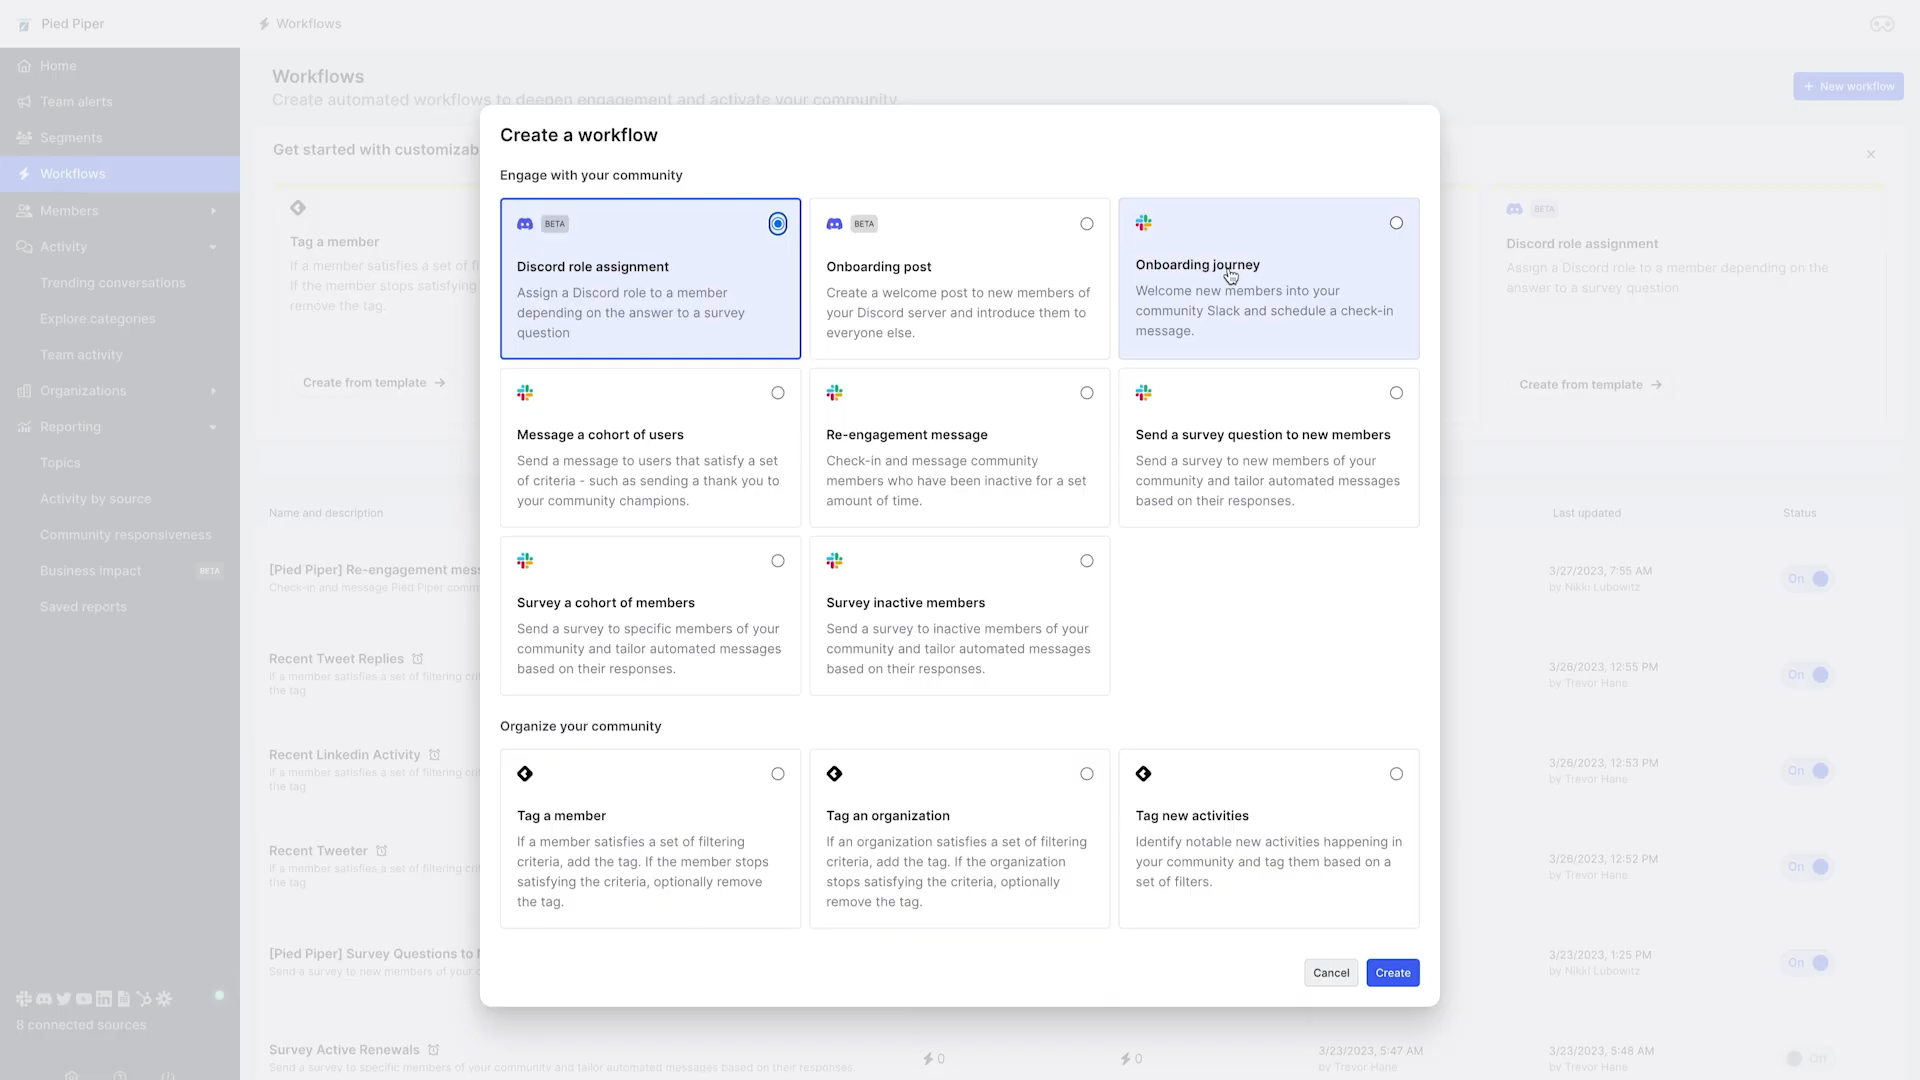 Pied Piper
Workflows
Home
Team alerts
Segments
Workflows
Members
Activity
Trending conversations
Explore categories
Team activity
Organizations
Reporting
Topics
Activity by source
Community responsiveness
Business impact BETA
Saved reports
8 connected sources
Workflows
Create automated workflows to deepen engagement and activate your community.
+ New workflow
Get started with customizab
Tag a member
If a member satisfies a set of fi
If the member stops satisfying
remove the tag.
Create from template →
BETA
Discord role assignment
Assign a Discord role to a member depending on the
answer to a survey question
Create from template →
Create a workflow
Engage with your community
BETA
Discord role assignment
Assign a Discord role to a member
depending on the answer to a survey
question
BETA
Onboarding post
Create a welcome post to new members of
your Discord server and introduce them to
everyone else.
Onboarding journey
Welcome new members into your
community Slack and schedule a check-in
message.
Message a cohort of users
Send a message to users that satisfy a set
of criteria - such as sending a thank you to
your community champions.
Re-engagement message
Check-in and message community
members who have been inactive for a set
amount of time.
Send a survey question to new members
Send a survey to new members of your
community and tailor automated messages
based on their responses.
Survey a cohort of members
Send a survey to specific members of your
community and tailor automated messages
based on their responses.
Survey inactive members
Send a survey to inactive members of your
community and tailor automated messages
based on their responses.
Organize your community
Tag a member
If a member satisfies a set of filtering
criteria, add the tag. If the member stops
satisfying the criteria, optionally remove
the tag.
Tag an organization
If an organization satisfies a set of filtering
criteria, add the tag. If the organization
stops satisfying the criteria, optionally
remove the tag.
Tag new activities
Identify notable new activities happening in
your community and tag them based on a
set of filters.
Cancel
Create
Name and description
Last updated
Status
[Pied Piper] Re-engagement mess
Check-in and message Pied Piper comm
3/27/2023, 7:55 AM
by Nikki Lubowitz
On
Recent Tweet Replies
If a member satisfies a set of filtering crit
the tag
3/26/2023, 12:55 PM
by Trevor Hane
On
Recent Linkedin Activity
If a member satisfies a set of filtering crit
the tag
3/26/2023, 12:53 PM
by Trevor Hane
On
Recent Tweeter
If a member satisfies a set of filtering crit
the tag
3/26/2023, 12:52 PM
by Trevor Hane
On
[Pied Piper] Survey Questions to
Send a survey to new members of your c
3/23/2023, 1:25 PM
by Nikki Lubowitz
On
Survey Active Renewals
Send a survey to specific members of your community and tailor automated messages based on their responses.
0
0
3/23/2023, 5:47 AM
by Trevor Hane
3/23/2023, 5:48 AM
by Trevor Hane
Off